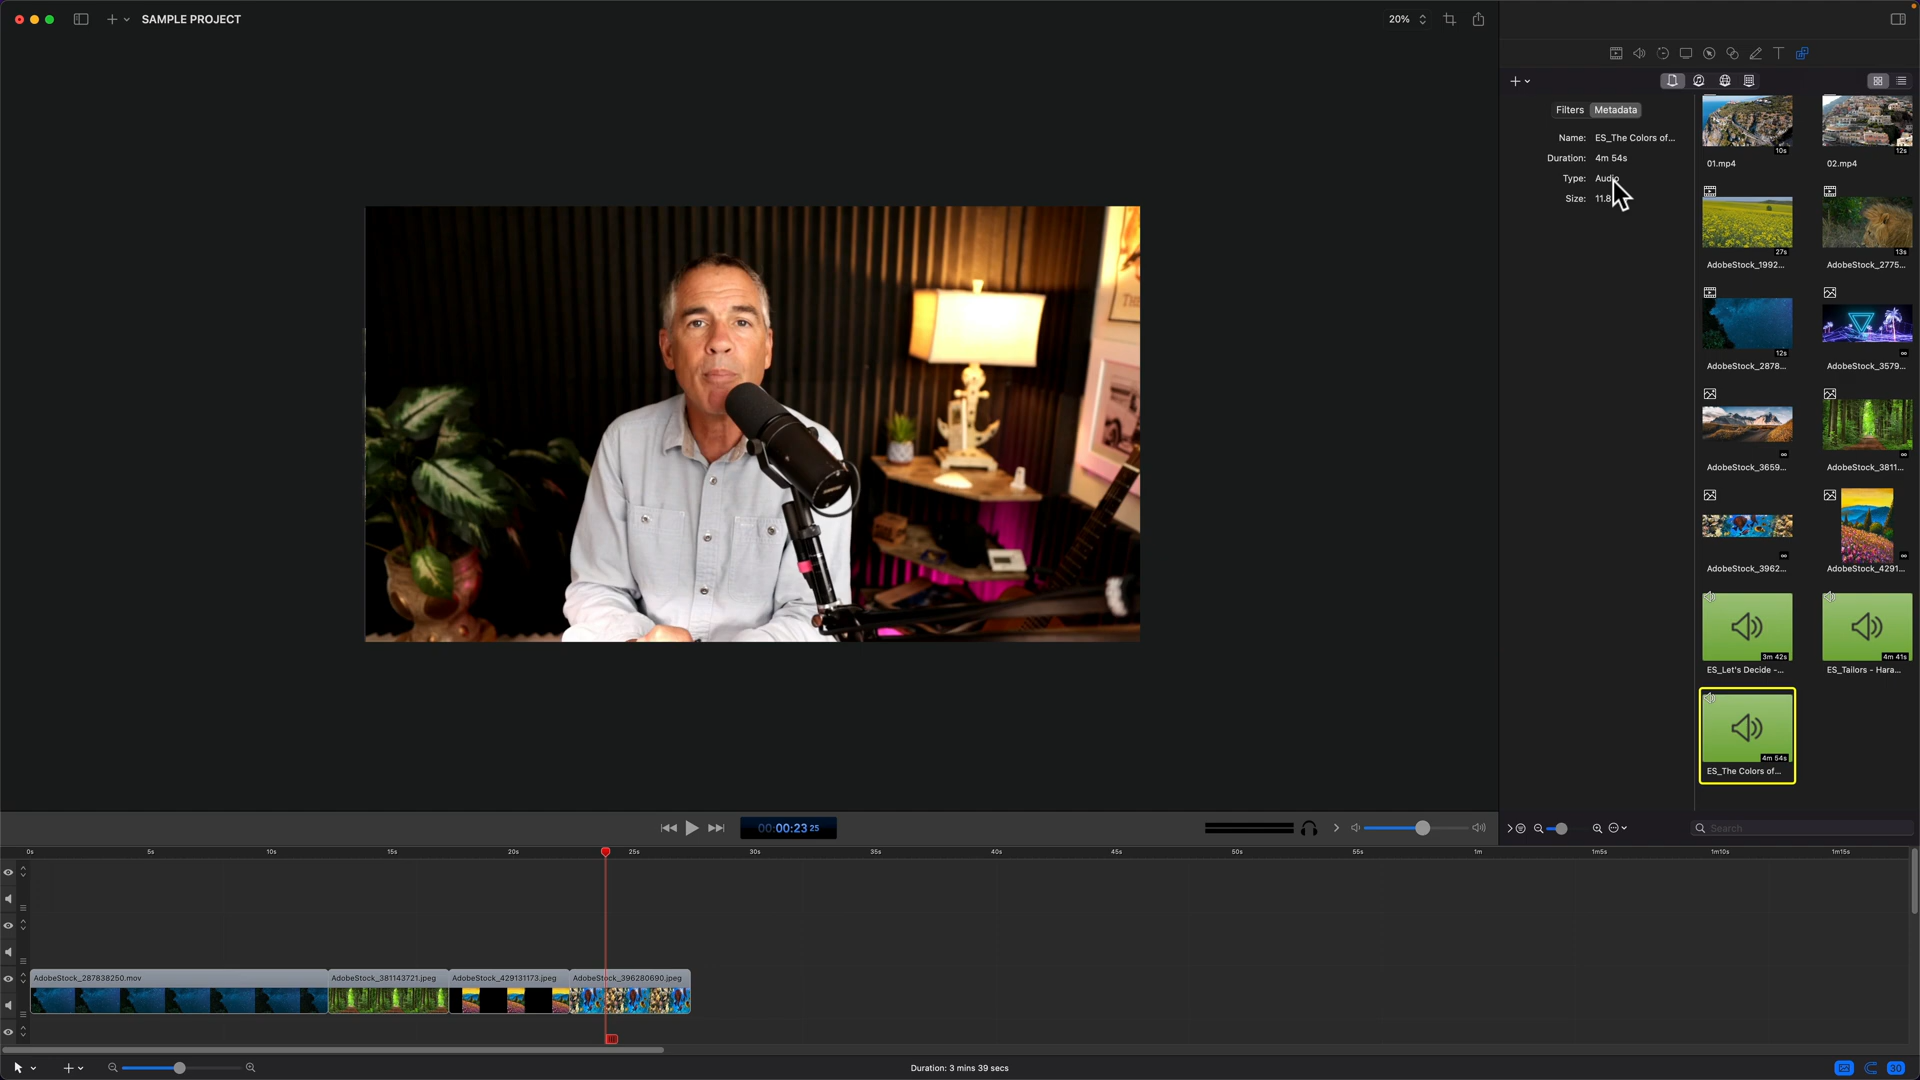 SAMPLE PROJECT
20%
Filters
Metadata
Name: ES_The Colors of...
Duration: 4m 54s
Type: Audio
Size: 11.8
10s
01.mp4
12s
02.mp4
27s
AdobeStock_1992...
13s
AdobeStock_2775...
12s
AdobeStock_2878...
AdobeStock_3579...
AdobeStock_3659...
AdobeStock_3811...
AdobeStock_3962...
AdobeStock_4291...
3m 42s
ES_Let's Decide -...
4m 41s
ES_Tailors - Hara...
4m 54s
ES_The Colors of...
00:00:23 25
Search
0s 5s 10s 15s 20s 25s 30s 35s 40s 45s 50s 55s 1m 1m5s 1m10s 1m15s
AdobeStock_287838250.mov
AdobeStock_381143721.jpeg
AdobeStock_429131173.jpeg
AdobeStock_396280690.jpeg
Duration: 3 mins 39 secs
30